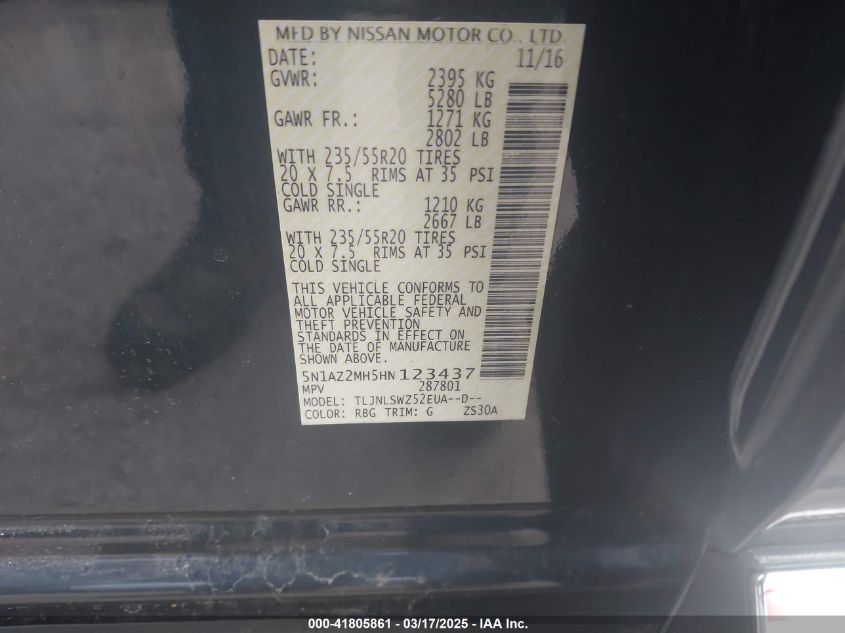 MFD BY NISSAN MOTOR CO., LTD.
DATE: 11/16
GVWR: 2395 KG
5280 LB
GAWR FR.: 1271 KG
2802 LB
WITH 235/55R20 TIRES
20 X 7.5 RIMS AT 35 PSI
COLD SINGLE
GAWR RR.: 1210 KG
2667 LB
WITH 235/55R20 TIRES
20 X 7.5 RIMS AT 35 PSI
COLD SINGLE
THIS VEHICLE CONFORMS TO
ALL APPLICABLE FEDERAL
MOTOR VEHICLE SAFETY AND
THEFT PREVENTION
STANDARDS IN EFFECT ON
THE DATE OF MANUFACTURE
SHOWN ABOVE.
5N1AZ2MH5HN123437
MPV 287801
MODEL: TLJNLSWZ52EUA--D--
COLOR: RBG TRIM: G ZS30A
000-41805861 - 03/17/2025 - IAA Inc.